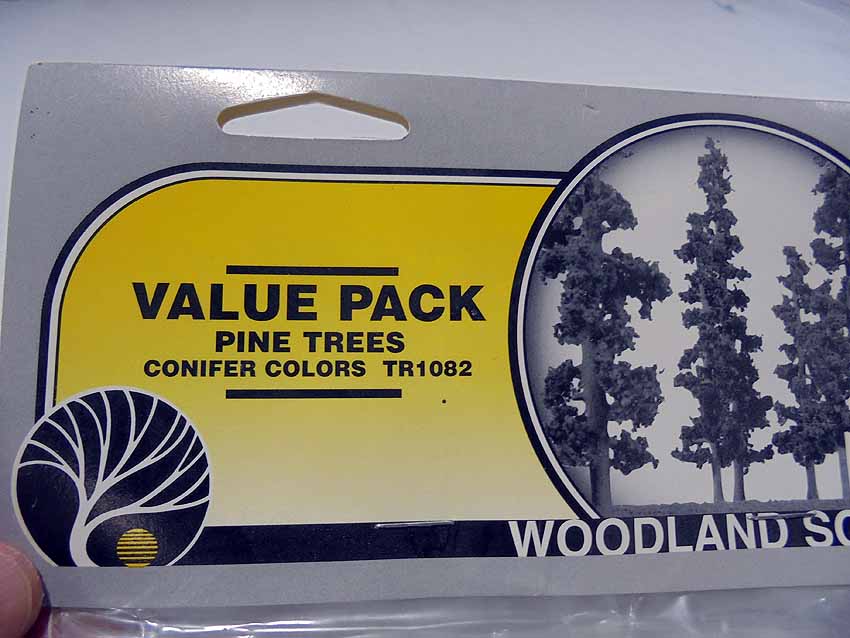 VALUE PACK
PINE TREES
CONIFER COLORS TR1082
WOODLAND